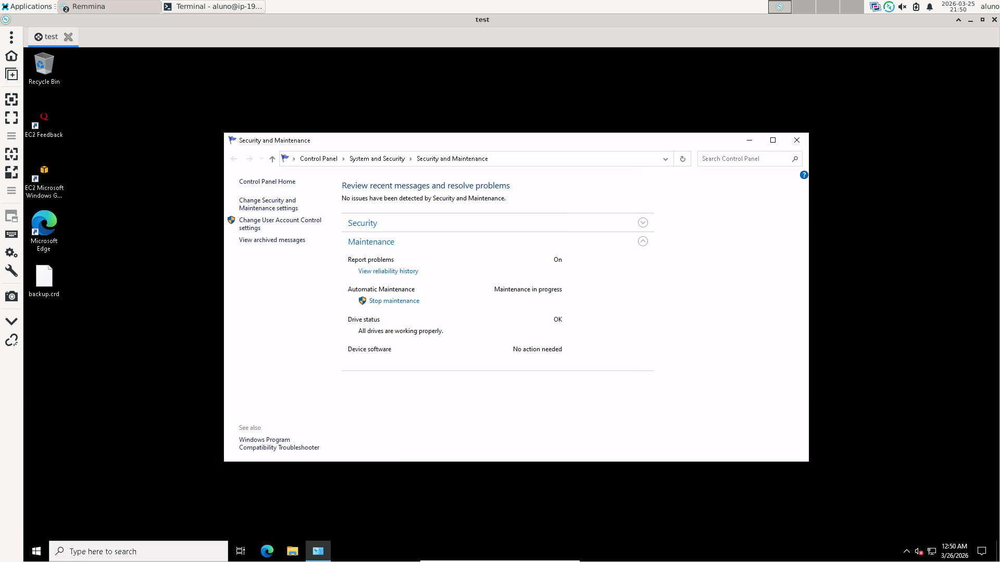 Applications
2
Remmina
Terminal - aluno@ip-19...
2026-03-25
21:50
aluno
test
test
Recycle Bin
Q
EC2 Feedback
EC2 Microsoft
Windows G...
Microsoft
Edge
backup.crd
Security and Maintenance
Control Panel
System and Security
Security and Maintenance
Search Control Panel
?
Control Panel Home
Change Security and
Maintenance settings
Change User Account Control
settings
View archived messages
Review recent messages and resolve problems
No issues have been detected by Security and Maintenance.
Security
Maintenance
Report problems On
View reliability history
Automatic Maintenance Maintenance in progress
Stop maintenance
Drive status OK
All drives are working properly.
Device software No action needed
See also
Windows Program
Compatibility Troubleshooter
Type here to search
12:50 AM
3/26/2026